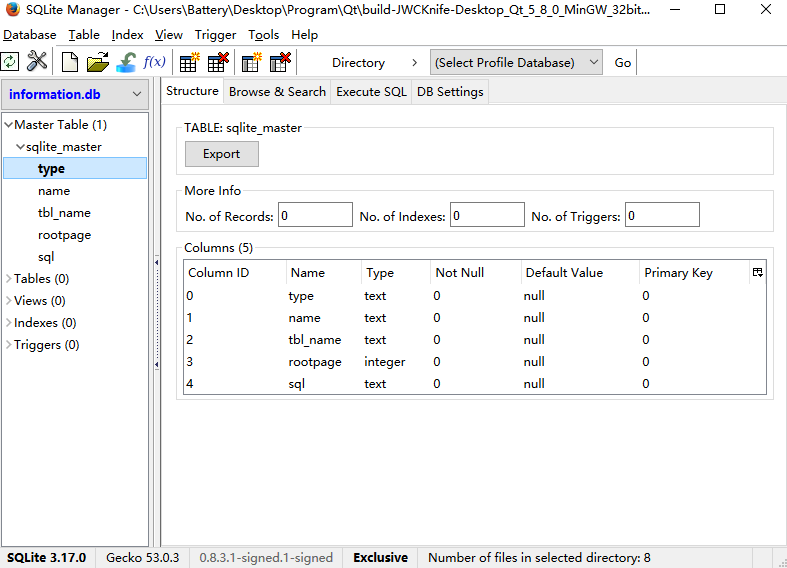 SQLite Manager - C:\Users\Battery\Desktop\Program\Qt\build-JWCKnife-Desktop_Qt_5_8_0_MinGW_32bit...
Database Table Index View Trigger Tools Help
f(x) Directory > (Select Profile Database) Go
information.db
Structure Browse & Search Execute SQL DB Settings
Master Table (1)
sqlite_master
type
name
tbl_name
rootpage
sql
Tables (0)
Views (0)
Indexes (0)
Triggers (0)
TABLE: sqlite_master
Export
More Info
No. of Records: 0 No. of Indexes: 0 No. of Triggers: 0
Columns (5)
Column ID Name Type Not Null Default Value Primary Key
0 type text 0 null 0
1 name text 0 null 0
2 tbl_name text 0 null 0
3 rootpage integer 0 null 0
4 sql text 0 null 0
SQLite 3.17.0 Gecko 53.0.3 0.8.3.1-signed.1-signed Exclusive Number of files in selected directory: 8